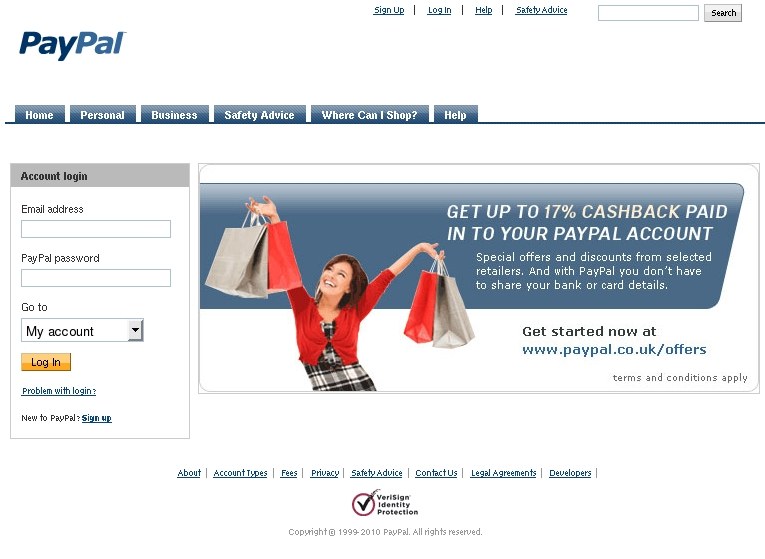 Sign Up | Log In | Help | Safety Advice Search
PayPal
Home Personal Business Safety Advice Where Can I Shop? Help
Account login
Email address
PayPal password
Go to
My account
Log In
Problem with login?
New to PayPal? Sign up
GET UP TO 17% CASHBACK PAID
IN TO YOUR PAYPAL ACCOUNT
Special offers and discounts from selected
retailers. And with PayPal you don't have
to share your bank or card details.
Get started now at
www.paypal.co.uk/offers
terms and conditions apply
About | Account Types | Fees | Privacy | Safety Advice | Contact Us | Legal Agreements | Developers |
VeriSign
Identity
Protection
Copyright © 1999-2010 PayPal. All rights reserved.